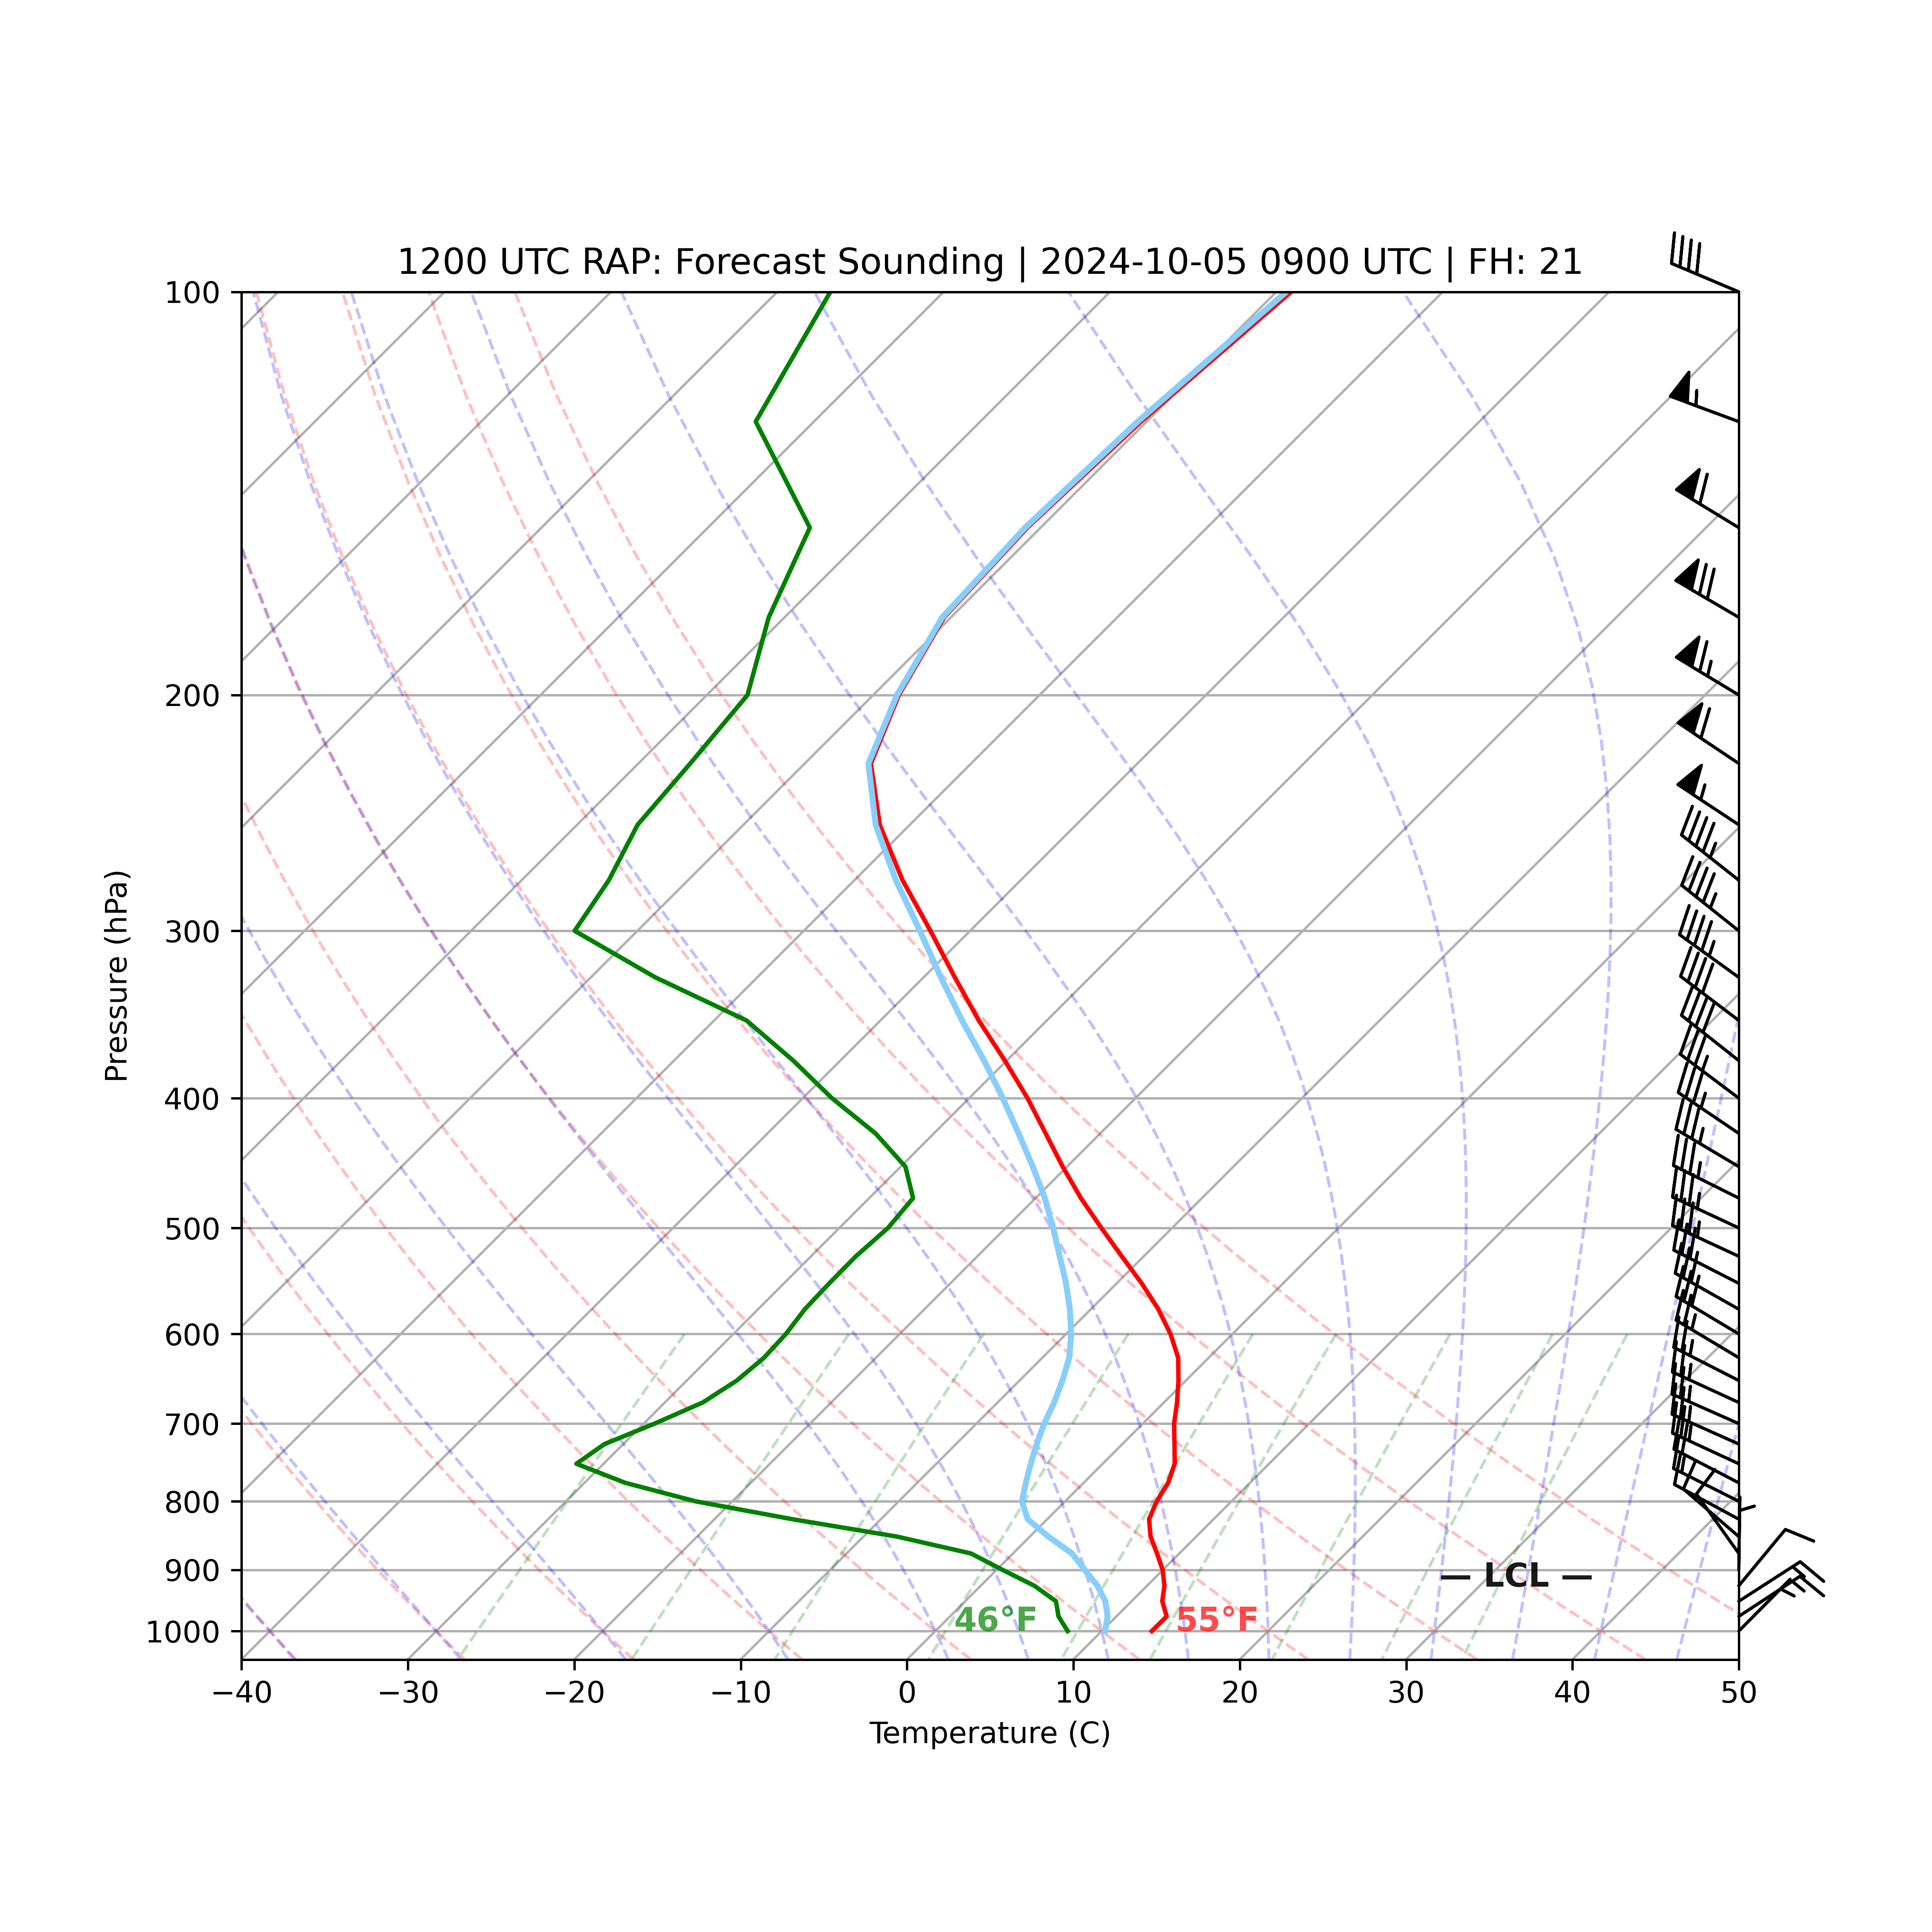 1200 UTC RAP: Forecast Sounding | 2024-10-05 0900 UTC | FH: 21
100
200
300
400
500
600
700
800
900
1000
Pressure (hPa)
— LCL —
46°F
55°F
−40 −30 −20 −10 0 10 20 30 40 50
Temperature (C)